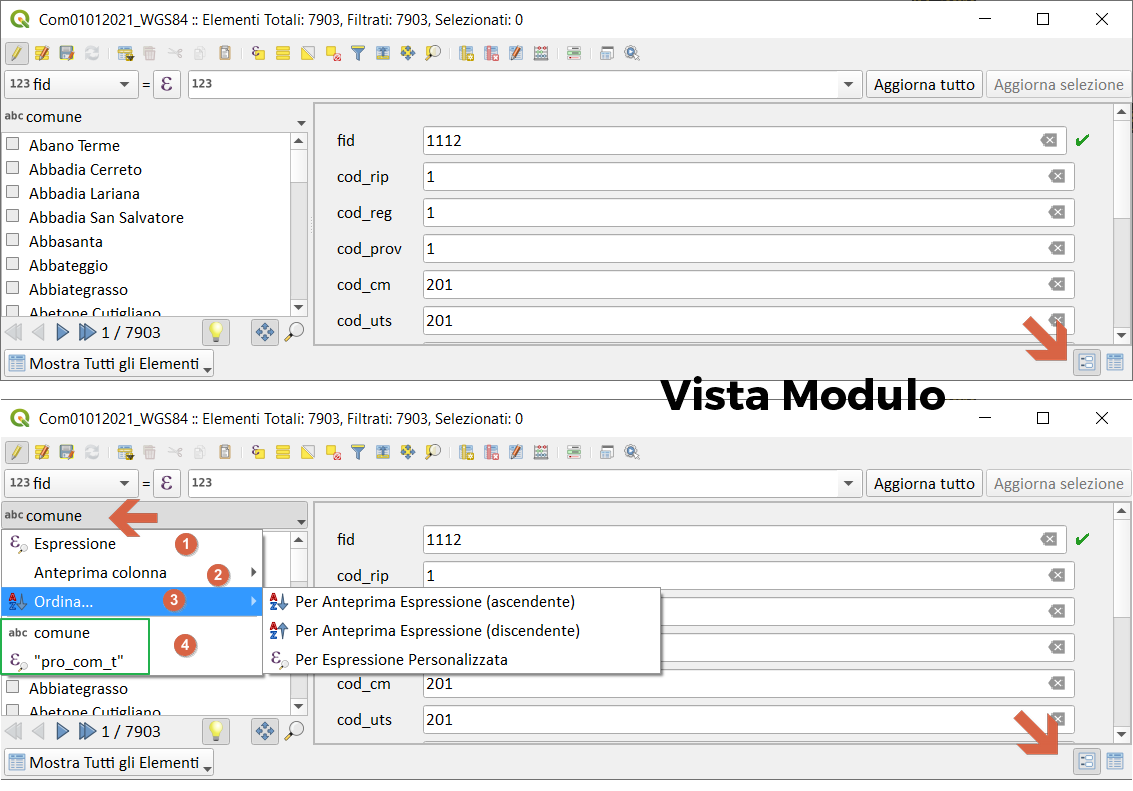 Com01012021_WGS84 :: Elementi Totali: 7903, Filtrati: 7903, Selezionati: 0
123 fid = ε 123 Aggiorna tutto Aggiorna selezione
abc comune
Abano Terme
Abbadia Cerreto
Abbadia Lariana
Abbadia San Salvatore
Abbasanta
Abbateggio
Abbiategrasso
Abetone Cutigliano
fid 1112
cod_rip 1
cod_reg 1
cod_prov 1
cod_cm 201
cod_uts 201
1 / 7903
Mostra Tutti gli Elementi
Vista Modulo
Com01012021_WGS84 :: Elementi Totali: 7903, Filtrati: 7903, Selezionati: 0
123 fid = ε 123 Aggiorna tutto Aggiorna selezione
abc comune
Espressione 1
Anteprima colonna 2
Ordina... 3
abc comune
"pro_com_t"
4
Per Anteprima Espressione (ascendente)
Per Anteprima Espressione (discendente)
Per Espressione Personalizzata
Abbiategrasso
Abetone Cutigliano
fid 1112
cod_rip 1
cod_cm 201
cod_uts 201
1 / 7903
Mostra Tutti gli Elementi